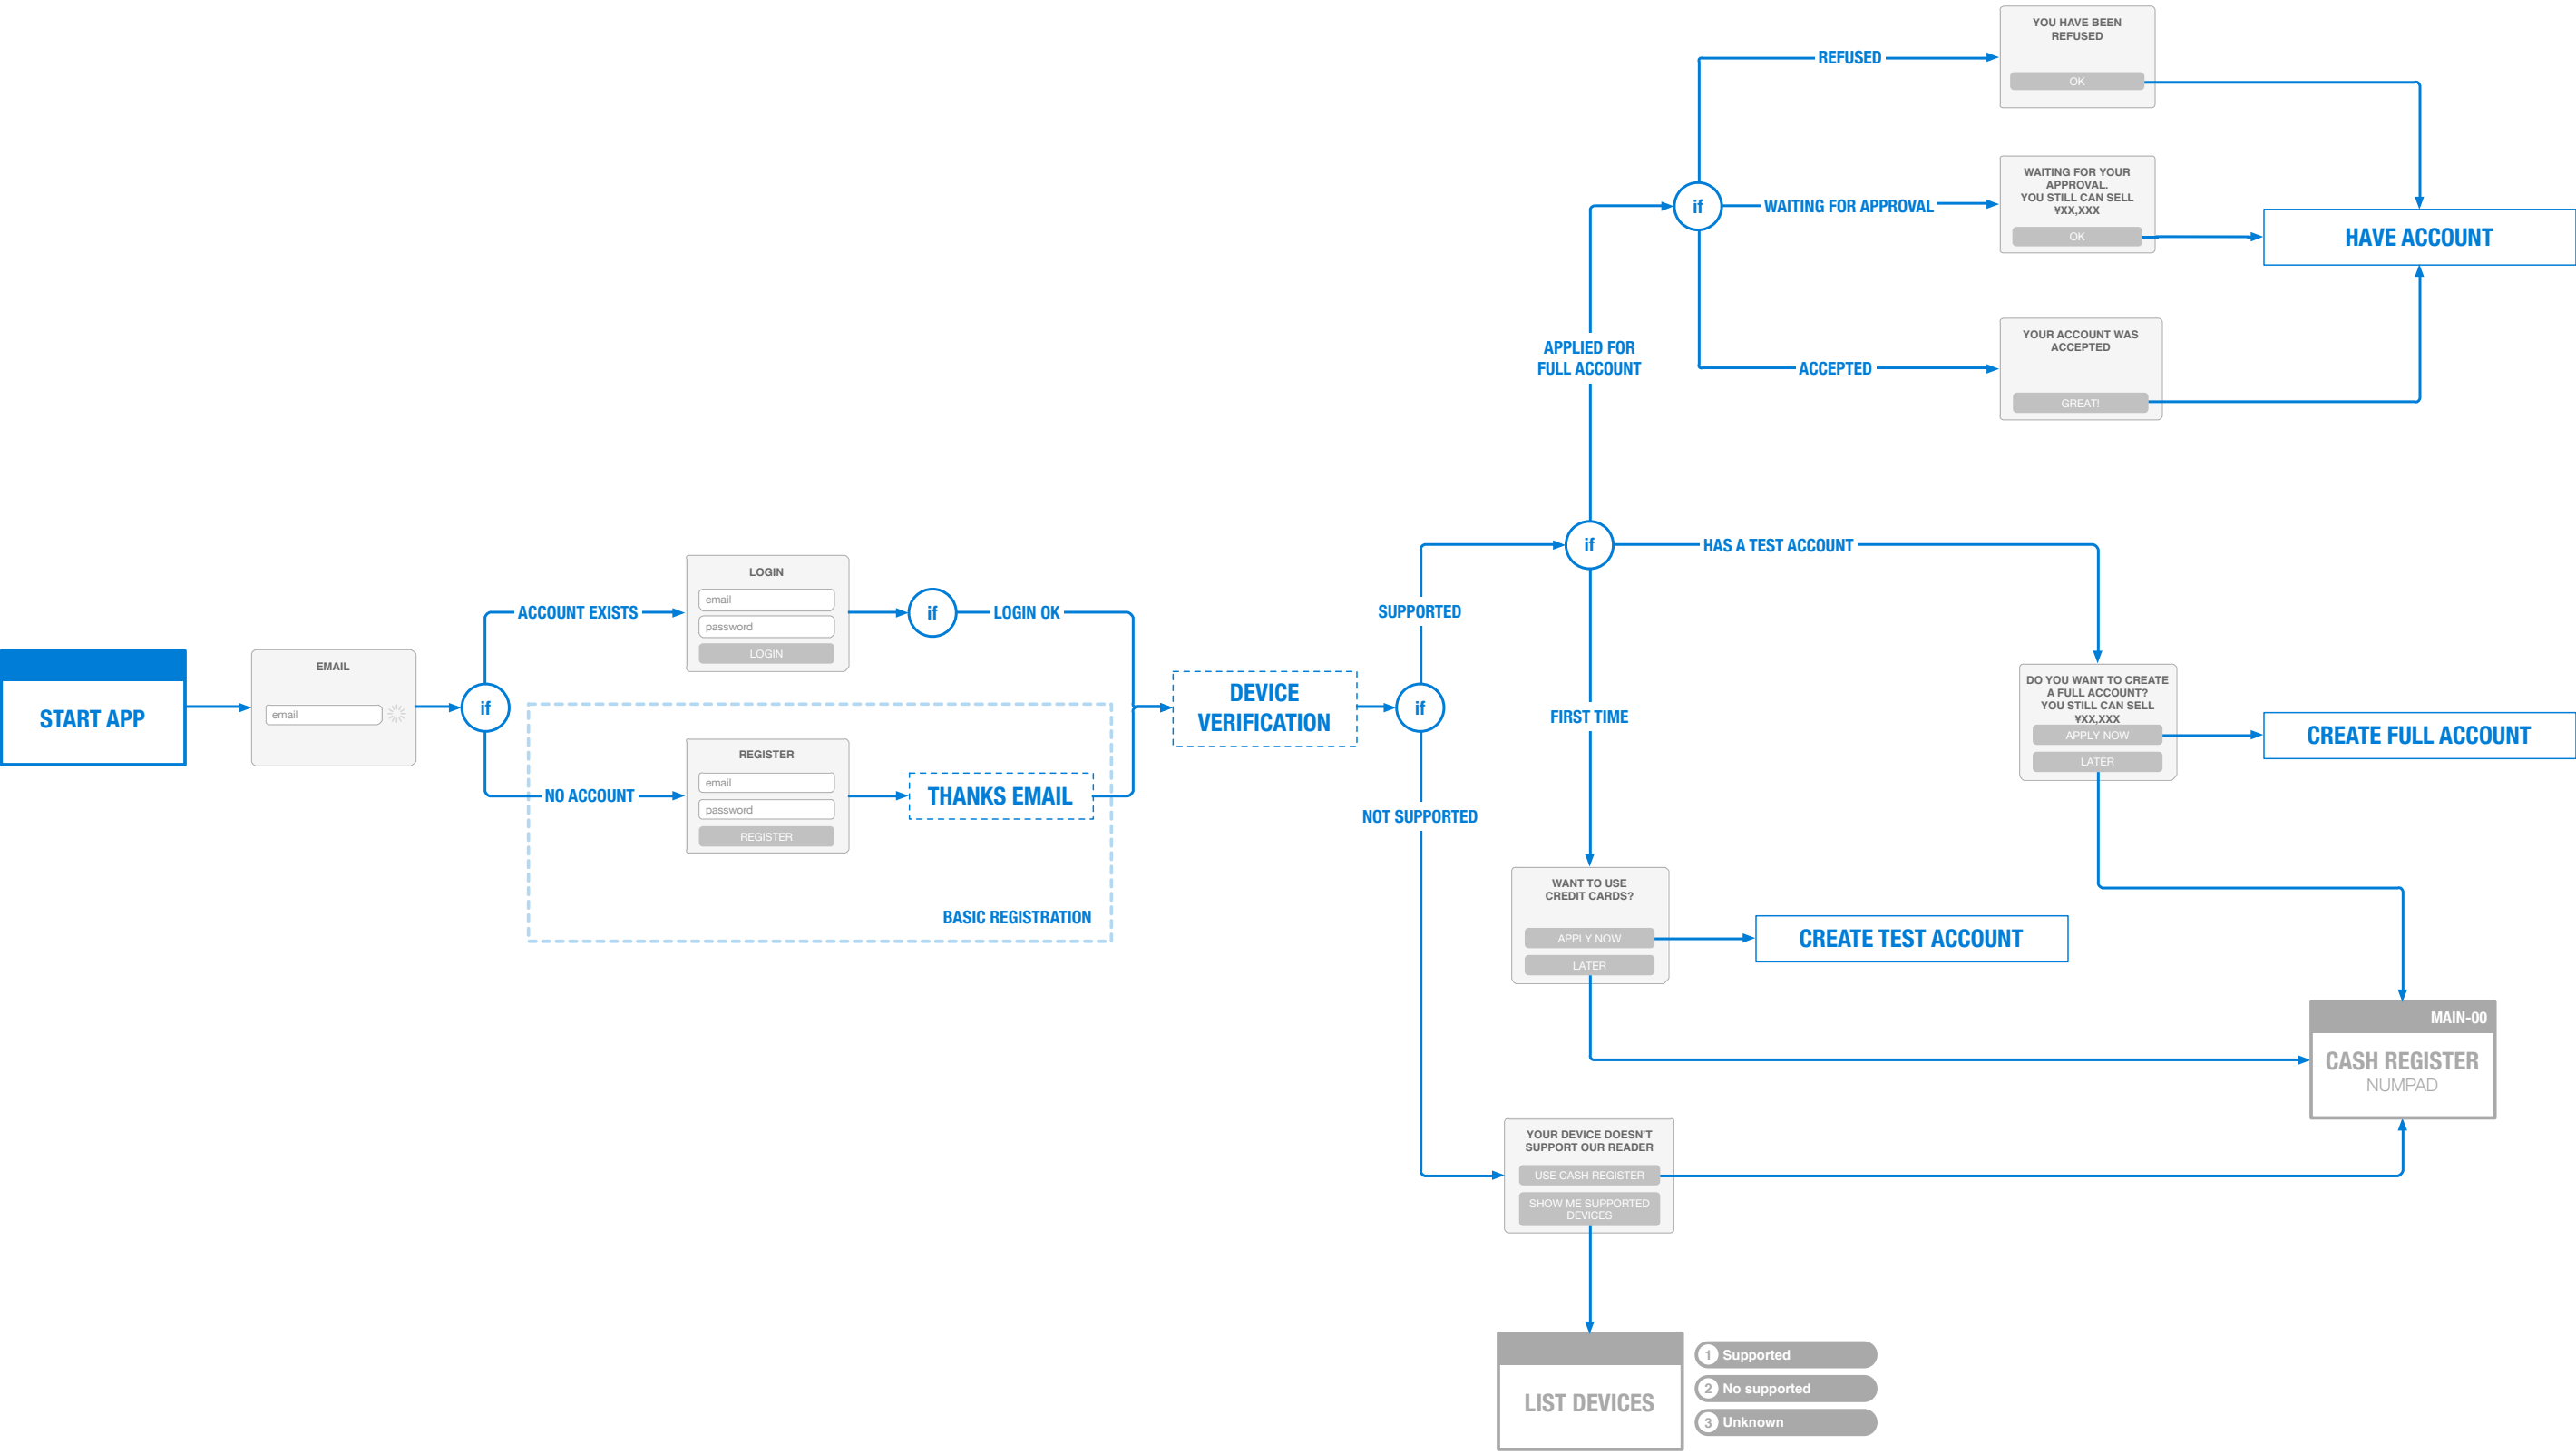 YOU HAVE BEEN
REFUSED
OK
REFUSED
WAITING FOR YOUR
APPROVAL.
YOU STILL CAN SELL
¥XX,XXX
OK
if
WAITING FOR APPROVAL
HAVE ACCOUNT
YOUR ACCOUNT WAS
ACCEPTED
GREAT!
ACCEPTED
APPLIED FOR
FULL ACCOUNT
if
HAS A TEST ACCOUNT
START APP
EMAIL
email
if
ACCOUNT EXISTS
LOGIN
email
password
LOGIN
if
LOGIN OK
NO ACCOUNT
REGISTER
email
password
REGISTER
THANKS EMAIL
BASIC REGISTRATION
DEVICE
VERIFICATION
if
SUPPORTED
NOT SUPPORTED
FIRST TIME
DO YOU WANT TO CREATE
A FULL ACCOUNT?
YOU STILL CAN SELL
¥XX,XXX
APPLY NOW
LATER
CREATE FULL ACCOUNT
WANT TO USE
CREDIT CARDS?
APPLY NOW
LATER
CREATE TEST ACCOUNT
MAIN-00
CASH REGISTER
NUMPAD
YOUR DEVICE DOESN'T
SUPPORT OUR READER
USE CASH REGISTER
SHOW ME SUPPORTED
DEVICES
LIST DEVICES
1 Supported
2 No supported
3 Unknown